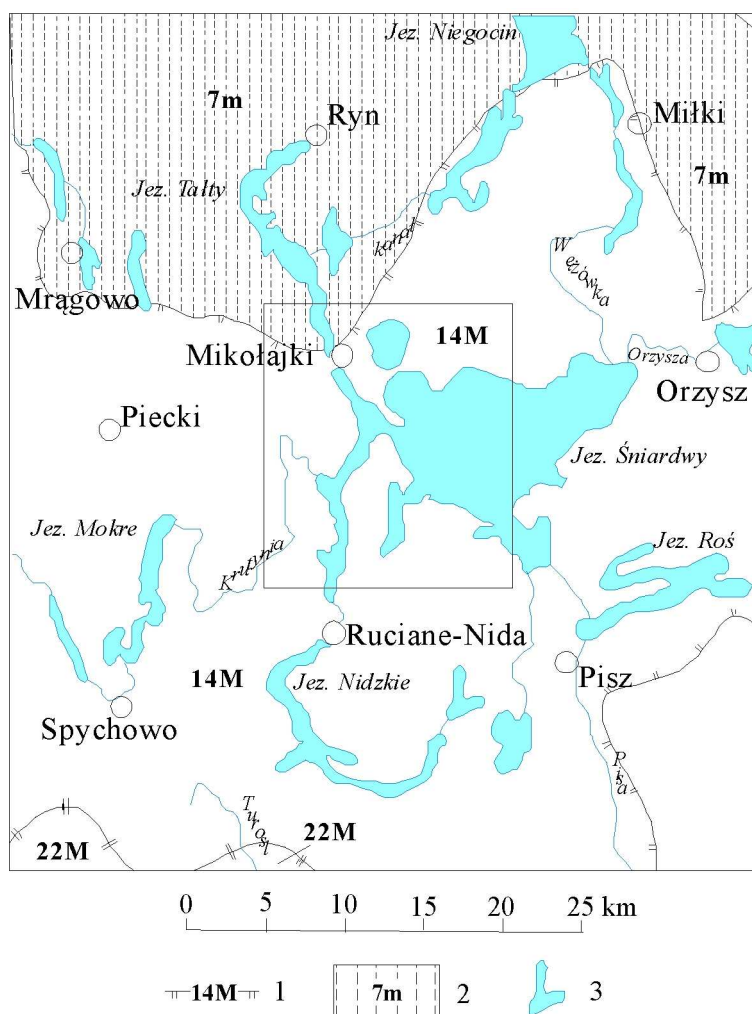 Jez. Niegocin
7m
Ryn
Miłki
Jez. Tałty
7m
kanał
Węzówka
Mrągowo
14M
Mikołajki
Orzysza
Orzysz
Piecki
Jez. Śniardwy
Jez. Mokre
Jez. Roś
Krutynia
Ruciane-Nida
14M
Jez. Nidzkie
Pisz
Spychowo
Pisa
Turośl
22M
22M
0 5 10 15 20 25 km
14M 1 7m 2 3